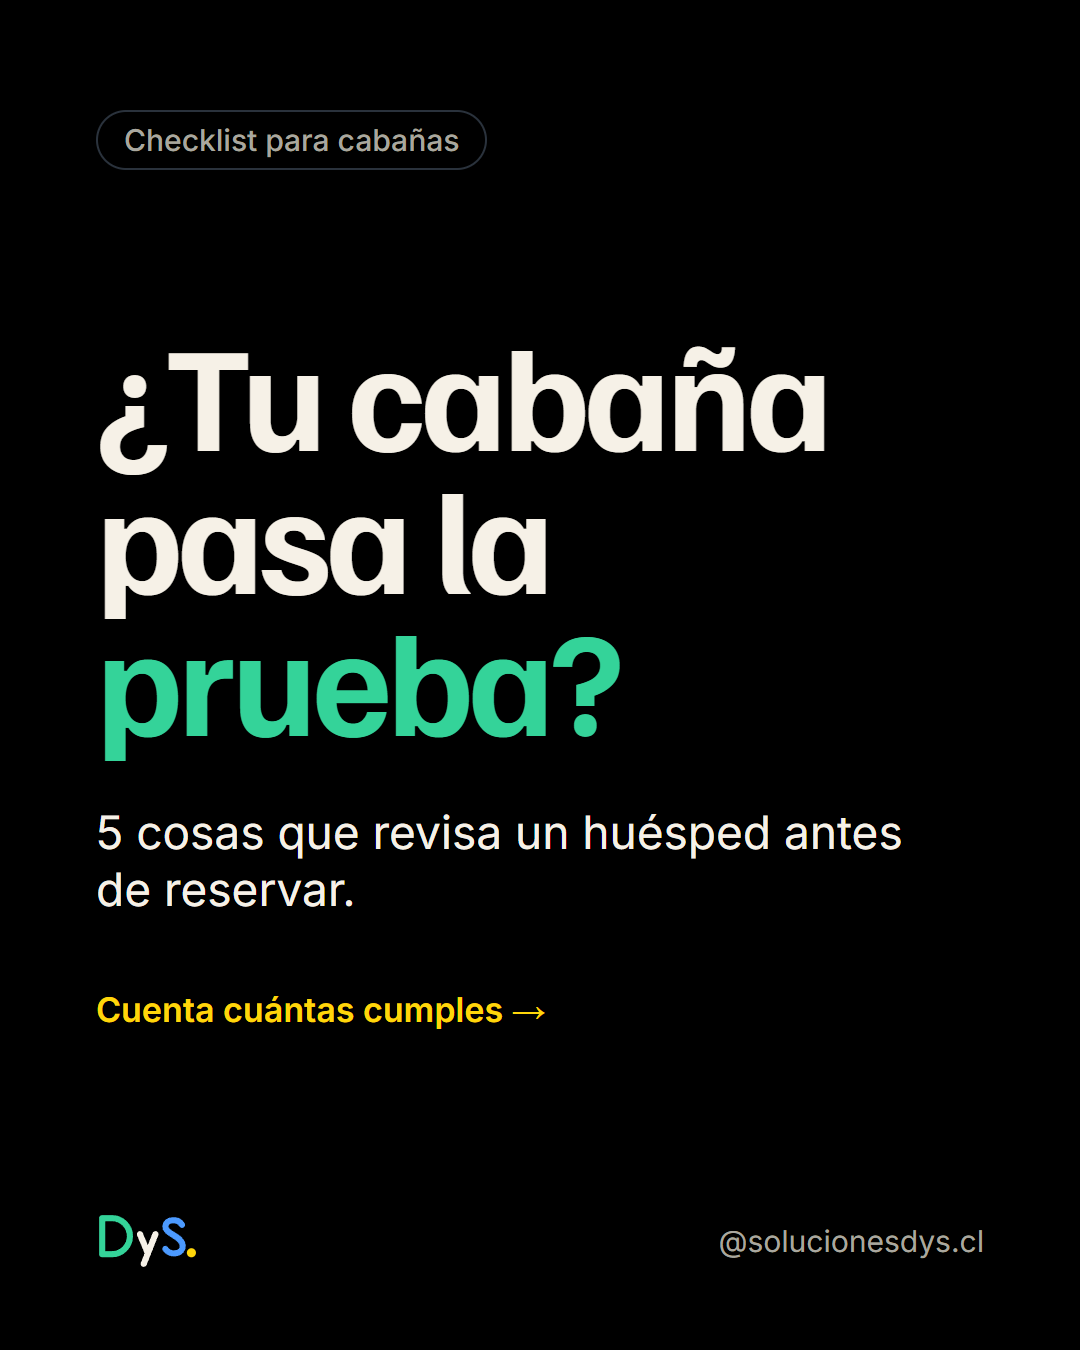 Checklist para cabañas
¿Tu cabaña
pasa la
prueba?
5 cosas que revisa un huésped antes
de reservar.
Cuenta cuántas cumples →
DyS.
@solucionesdys.cl